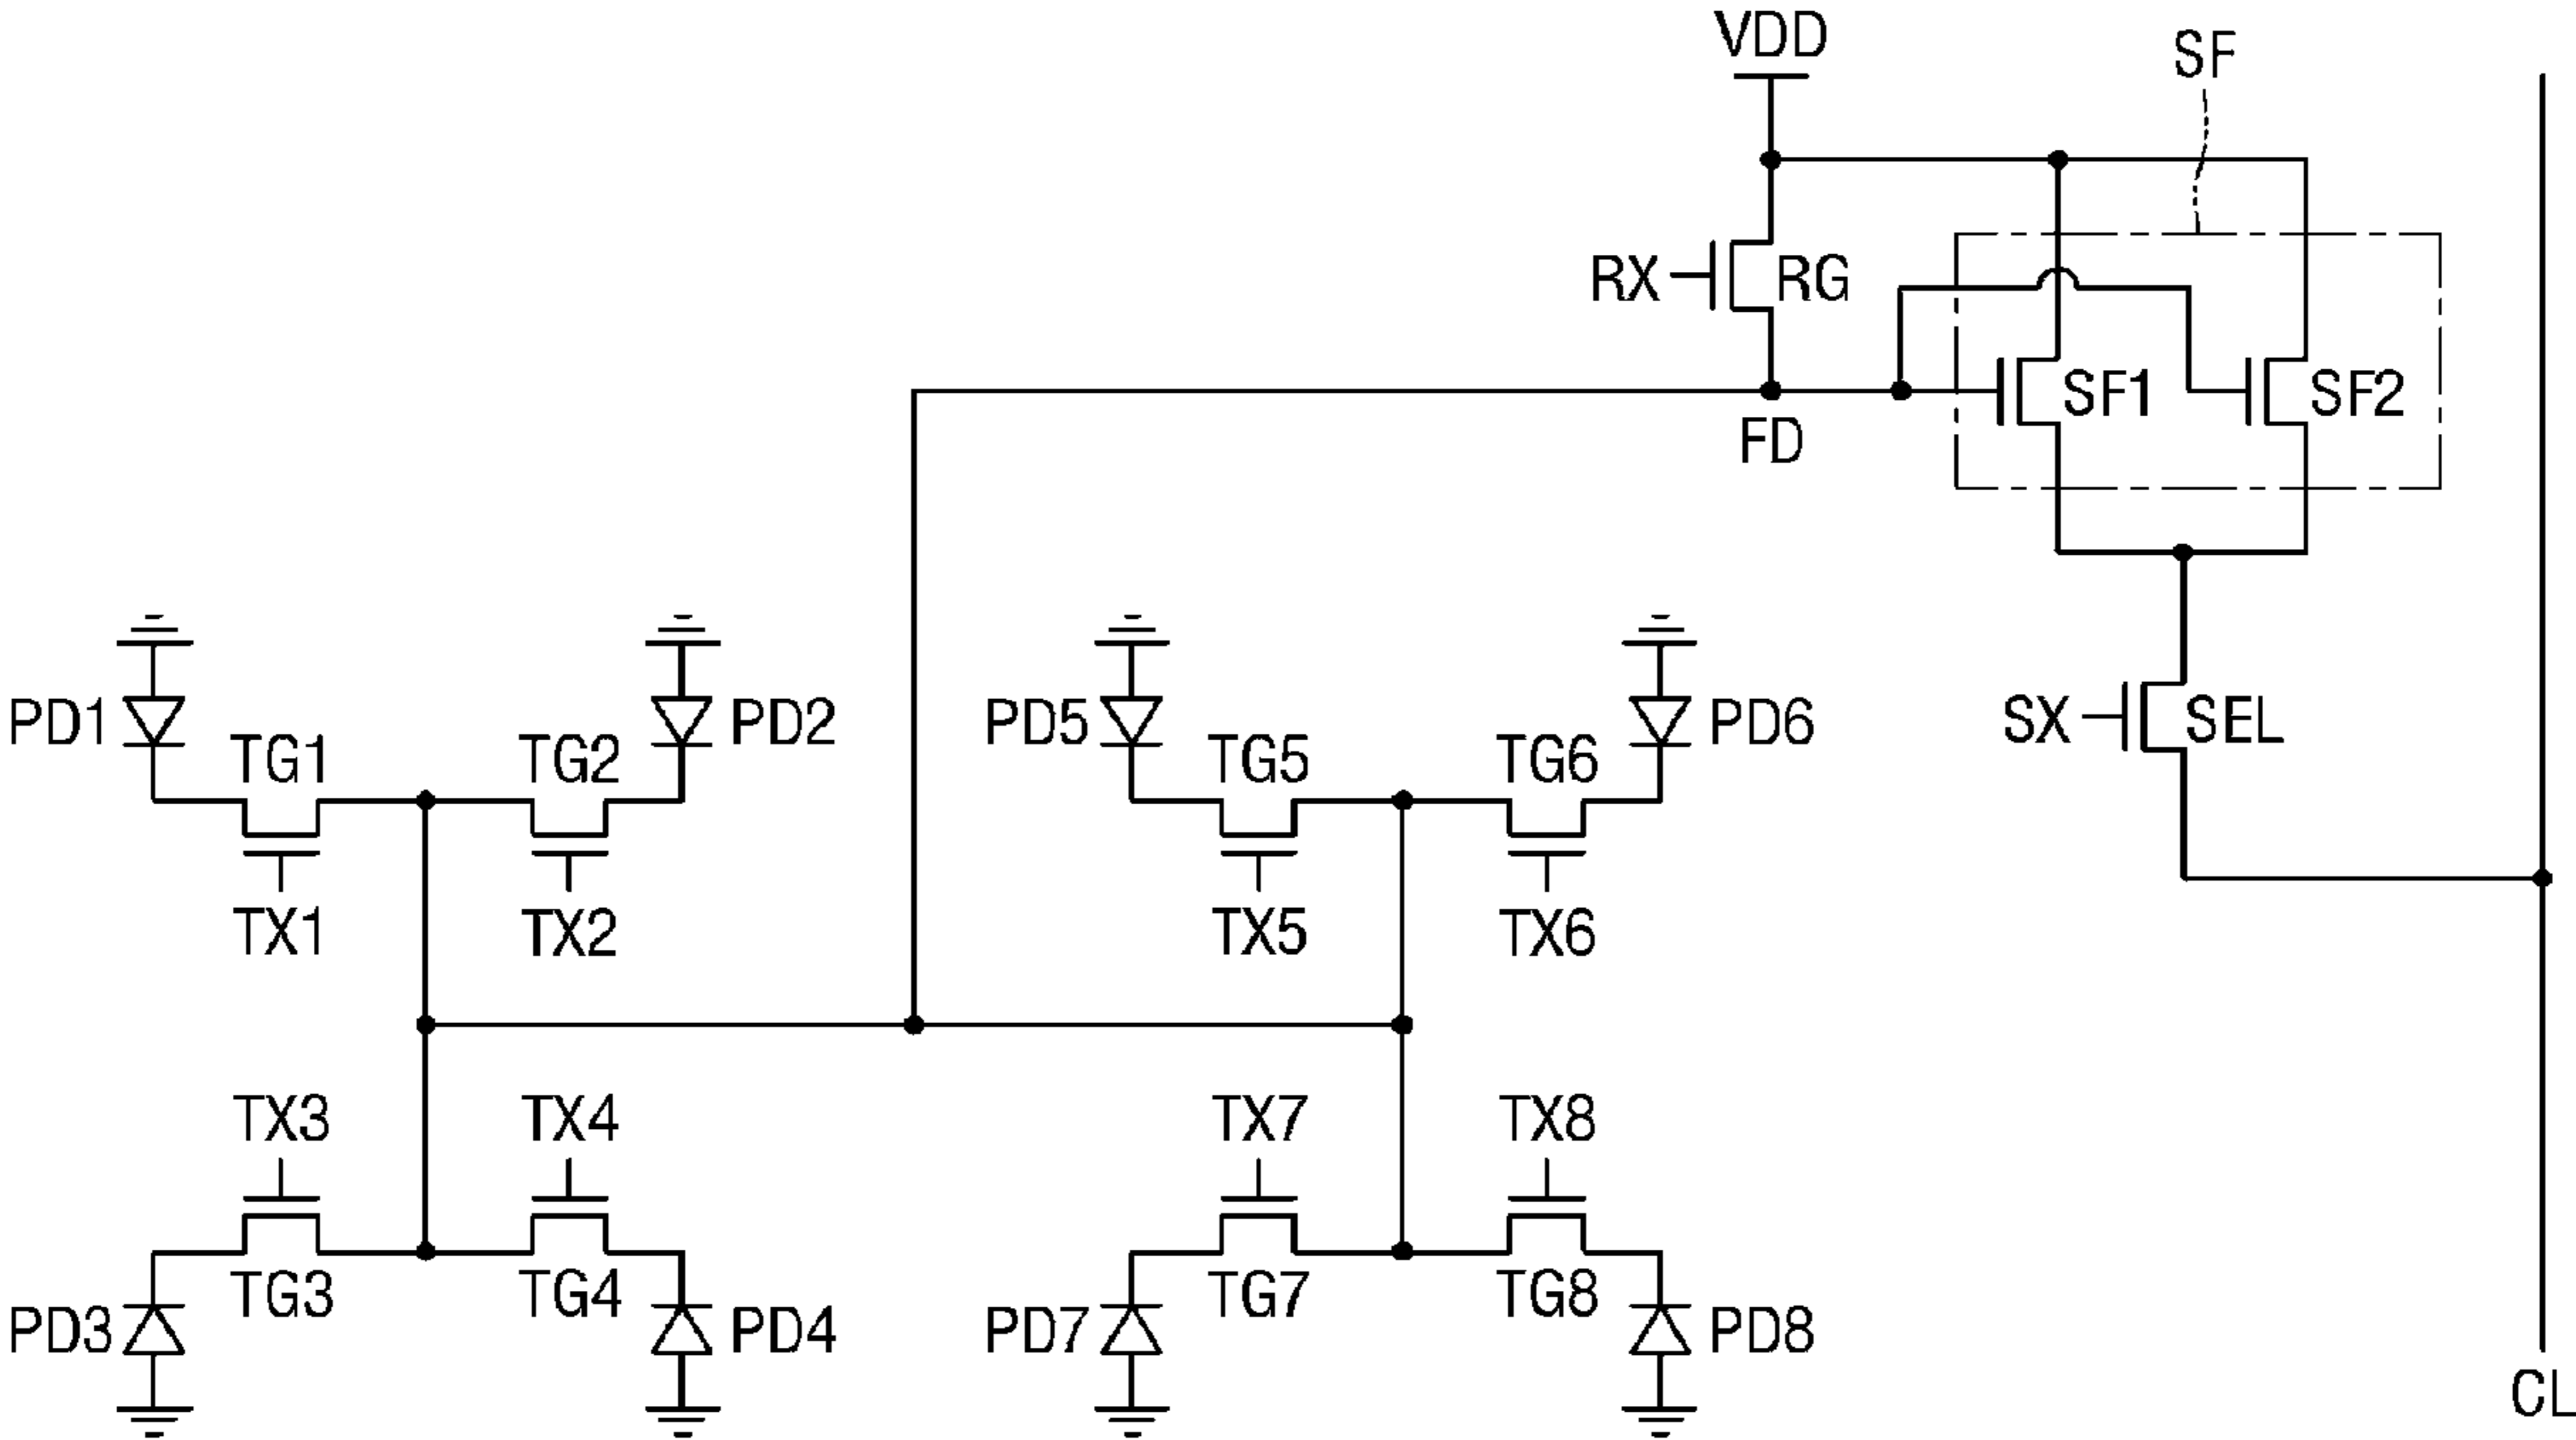 VDD
SF
RX
RG
SF1
SF2
FD
PD1
PD2
PD5
PD6
SX
SEL
TG1
TG2
TG5
TG6
TX1
TX2
TX5
TX6
TX3
TX4
TX7
TX8
TG3
TG4
TG7
TG8
PD3
PD4
PD7
PD8
CL